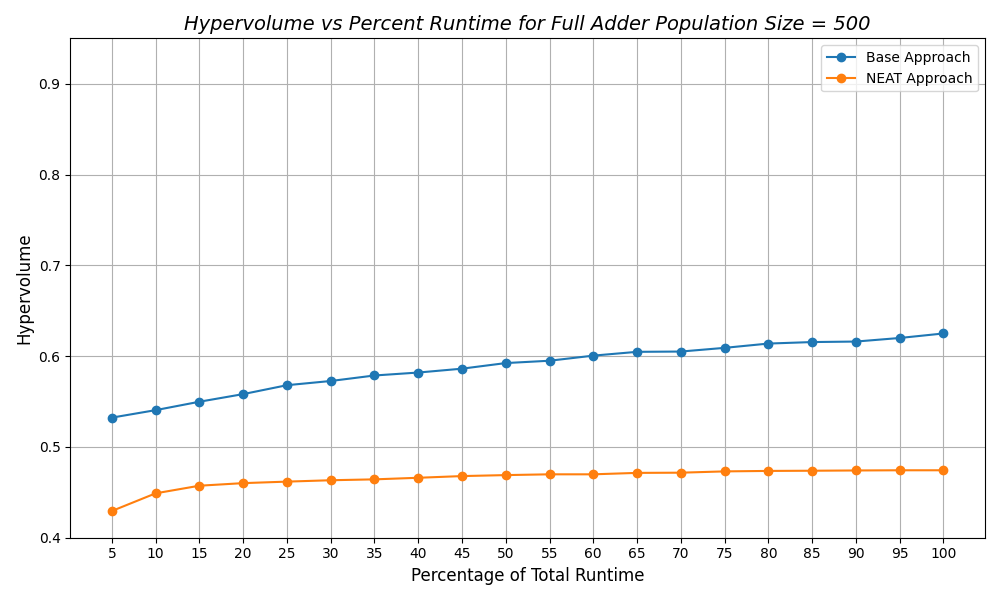 Hypervolume vs Percent Runtime for Full Adder Population Size = 500
Base Approach
NEAT Approach
Hypervolume
0.9
0.8
0.7
0.6
0.5
0.4
5 10 15 20 25 30 35 40 45 50 55 60 65 70 75 80 85 90 95 100
Percentage of Total Runtime